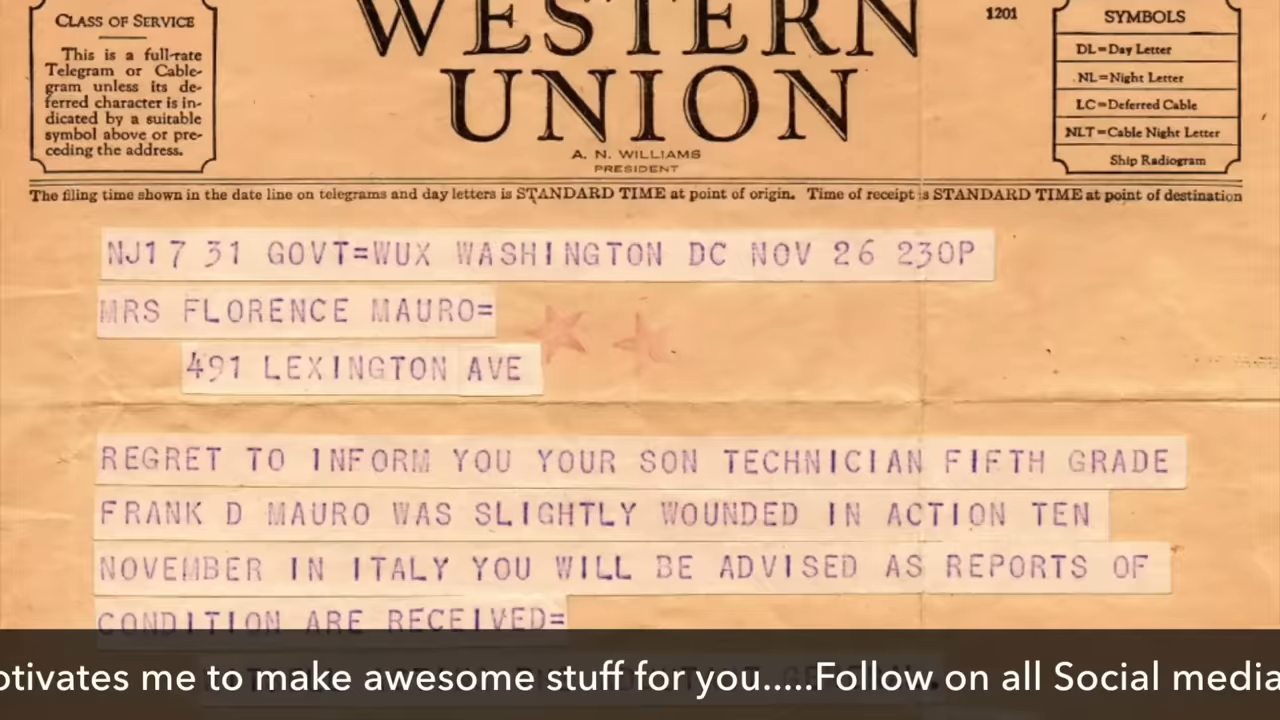 CLASS OF SERVICE
This is a full-rate
Telegram or Cable-
gram unless its de-
ferred character is in-
dicated by a suitable
symbol above or pre-
ceding the address.
WESTERN
UNION
A. N. WILLIAMS
PRESIDENT
1201
SYMBOLS
DL=Day Letter
NL=Night Letter
LC=Deferred Cable
NLT=Cable Night Letter
Ship Radiogram
The filing time shown in the date line on telegrams and day letters is STANDARD TIME at point of origin. Time of receipt is STANDARD TIME at point of destination
NJ17 31 GOVT=WUX WASHINGTON DC NOV 26 230P
MRS FLORENCE MAURO=
491 LEXINGTON AVE
REGRET TO INFORM YOU YOUR SON TECHNICIAN FIFTH GRADE
FRANK D MAURO WAS SLIGHTLY WOUNDED IN ACTION TEN
NOVEMBER IN ITALY YOU WILL BE ADVISED AS REPORTS OF
CONDITION ARE RECEIVED=
otivates me to make awesome stuff for you.....Follow on all Social media